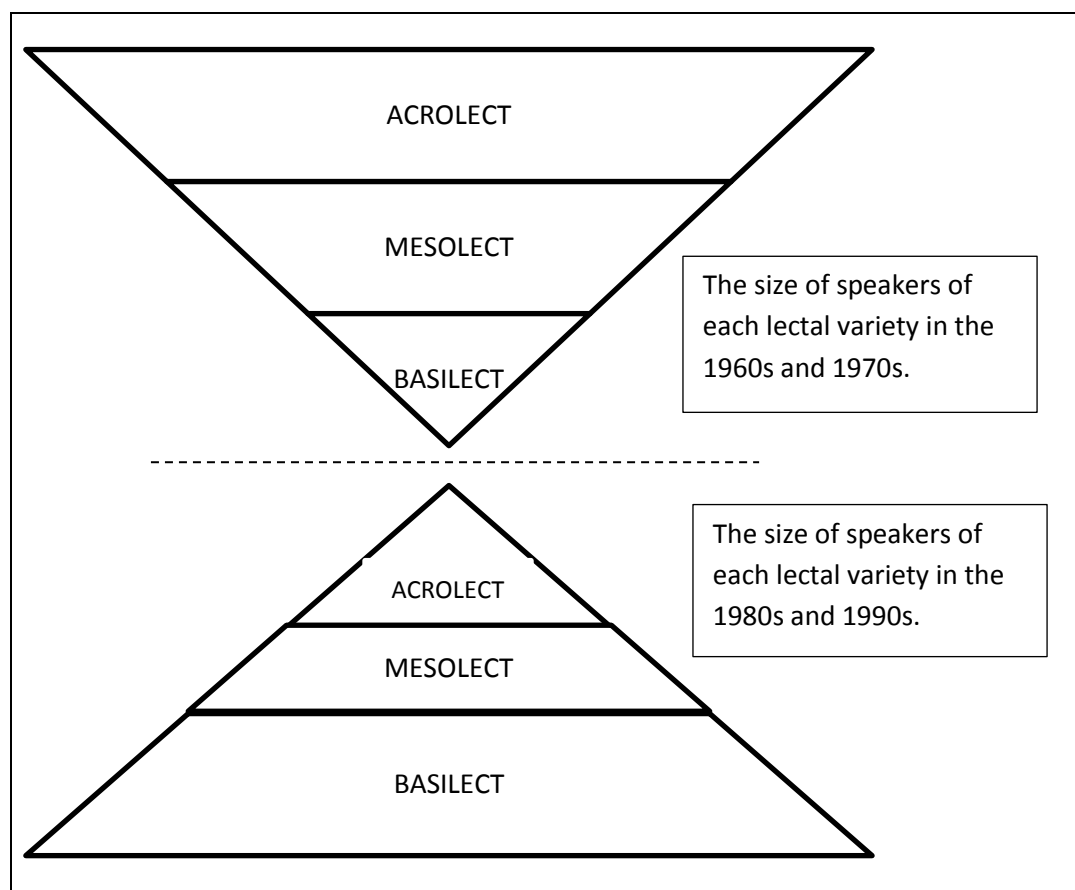 ACROLECT
MESOLECT
BASILECT
The size of speakers of
each lectal variety in the
1960s and 1970s.
ACROLECT
MESOLECT
BASILECT
The size of speakers of
each lectal variety in the
1980s and 1990s.